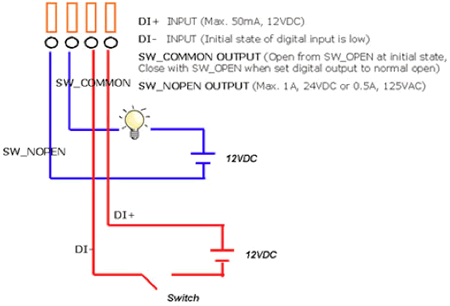 DI+ INPUT (Max. 50mA, 12VDC)
DI- INPUT (Initial state of digital input is low)
SW_COMMON OUTPUT (Open from SW_OPEN at initial state,
Close with SW_OPEN when set digital output to normal open)
SW_NOPEN OUTPUT (Max. 1A, 24VDC or 0.5A, 125VAC)
SW_COMMON
SW_NOPEN
12VDC
DI+
DI-
12VDC
Switch